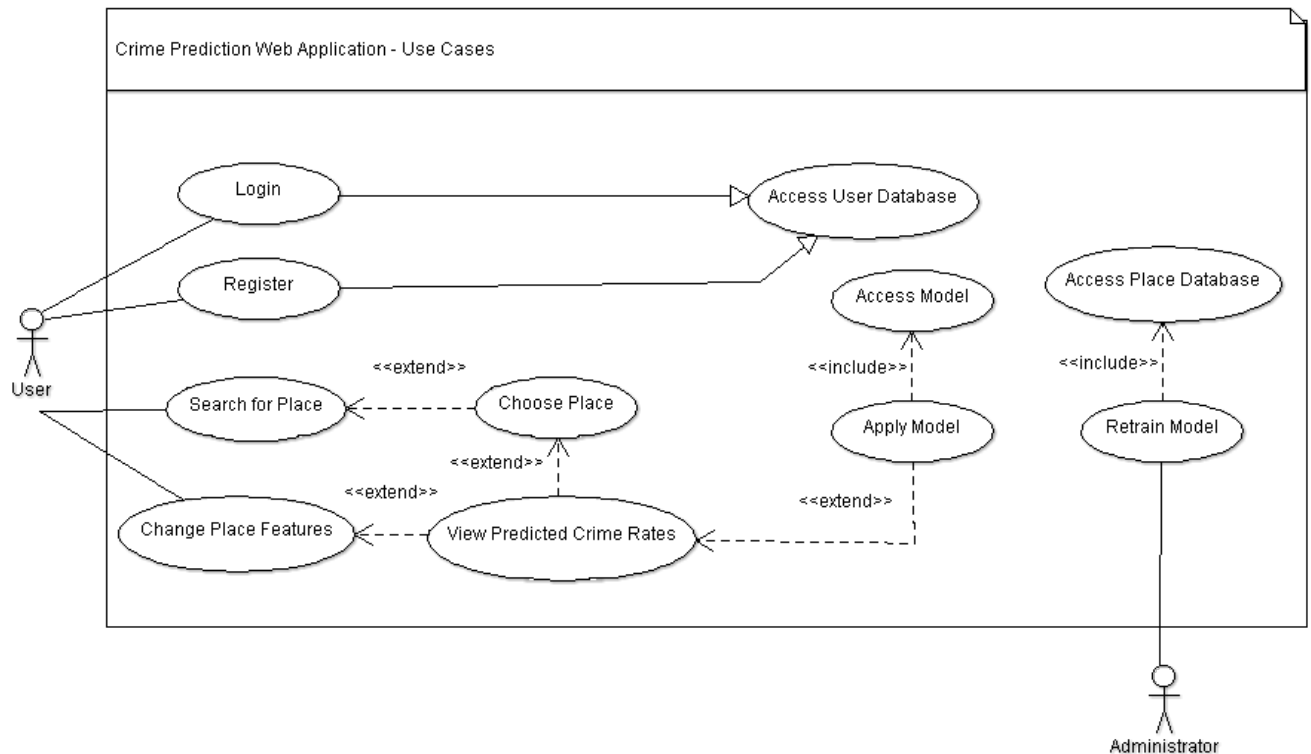 Crime Prediction Web Application - Use Cases
Login
Access User Database
Register
Access Place Database
Access Model
User
<<extend>>
<<include>>
<<include>>
Search for Place
Choose Place
Apply Model
Retrain Model
<<extend>>
<<extend>>
<<extend>>
Change Place Features
View Predicted Crime Rates
Administrator